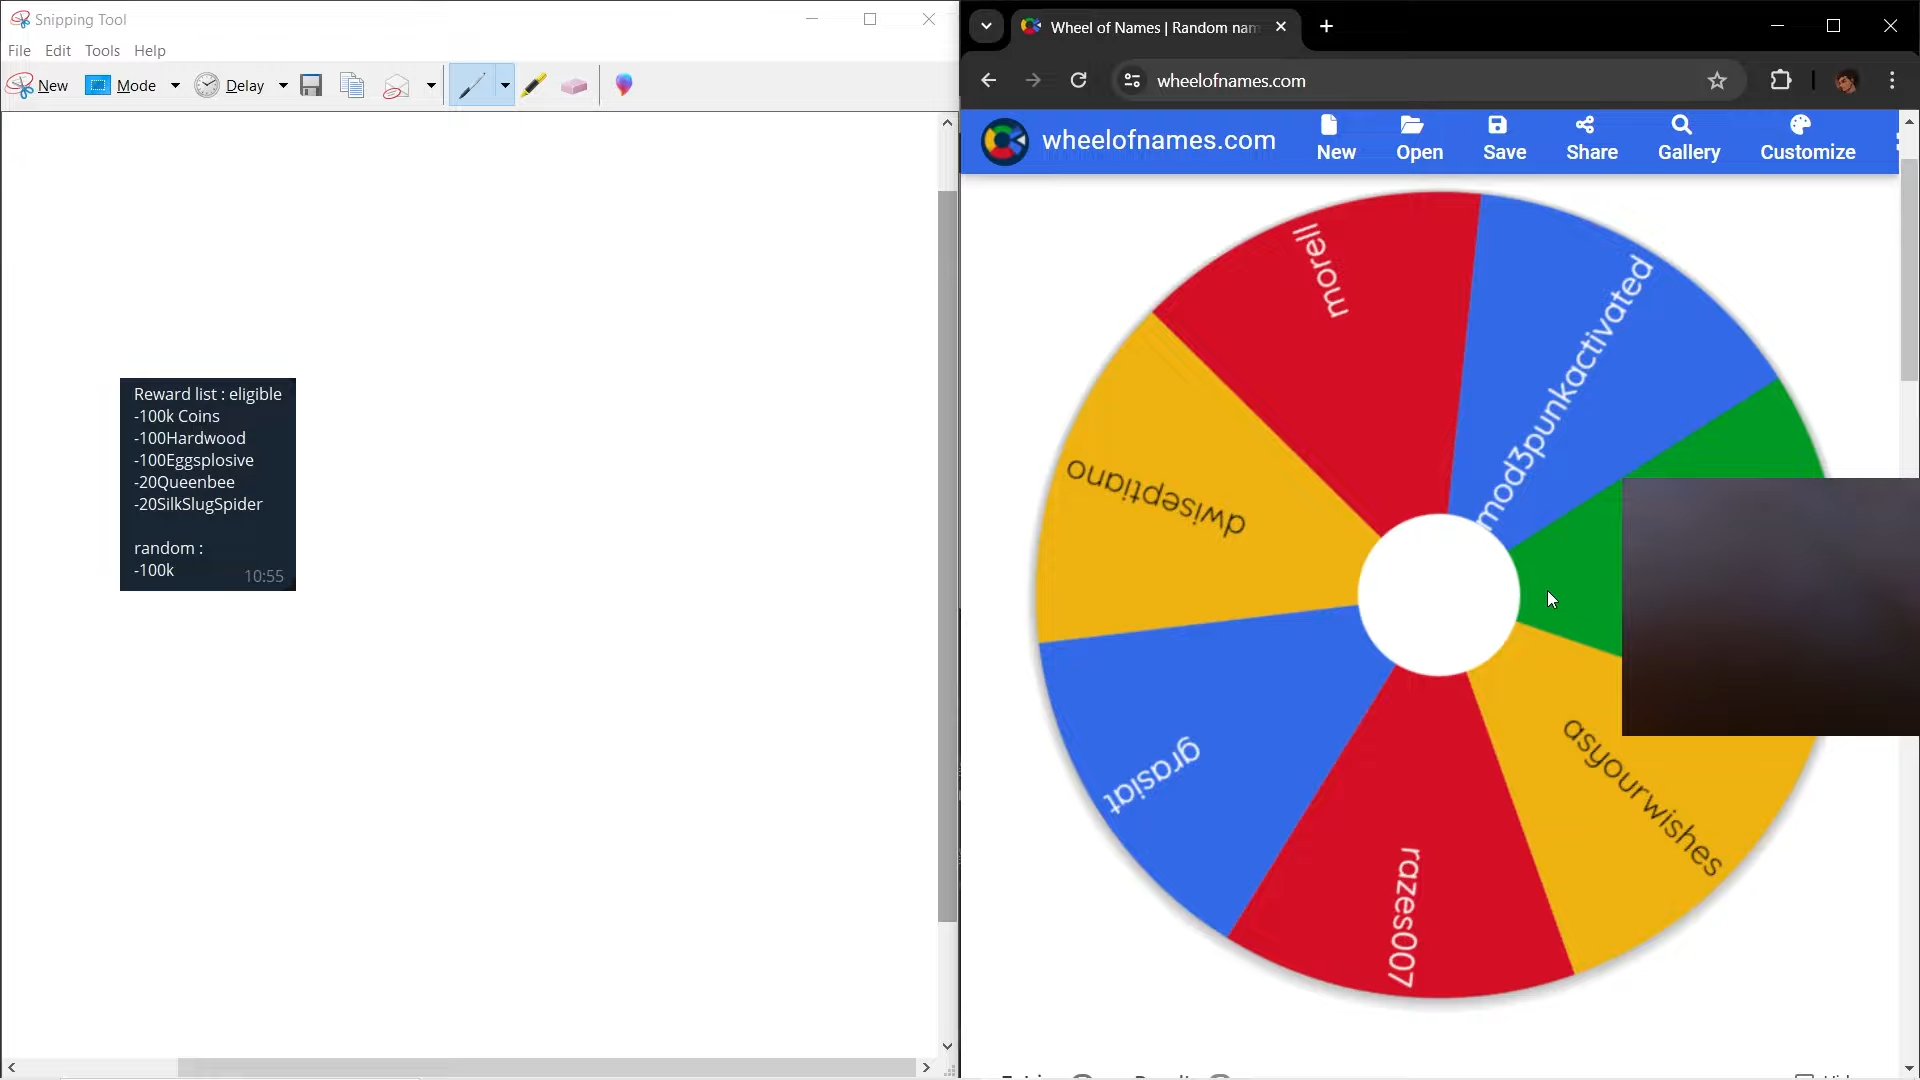 Snipping Tool
File Edit Tools Help
New Mode Delay
Reward list : eligible
-100k Coins
-100Hardwood
-100Eggsplosive
-20Queenbee
-20SilkSlugSpider
random :
-100k
10:55
Wheel of Names | Random nam
wheelofnames.com
wheelofnames.com
New Open Save Share Gallery Customize
morell
mod3punkactivated
dwiseptiano
grasiat
razes007
asyourwishes